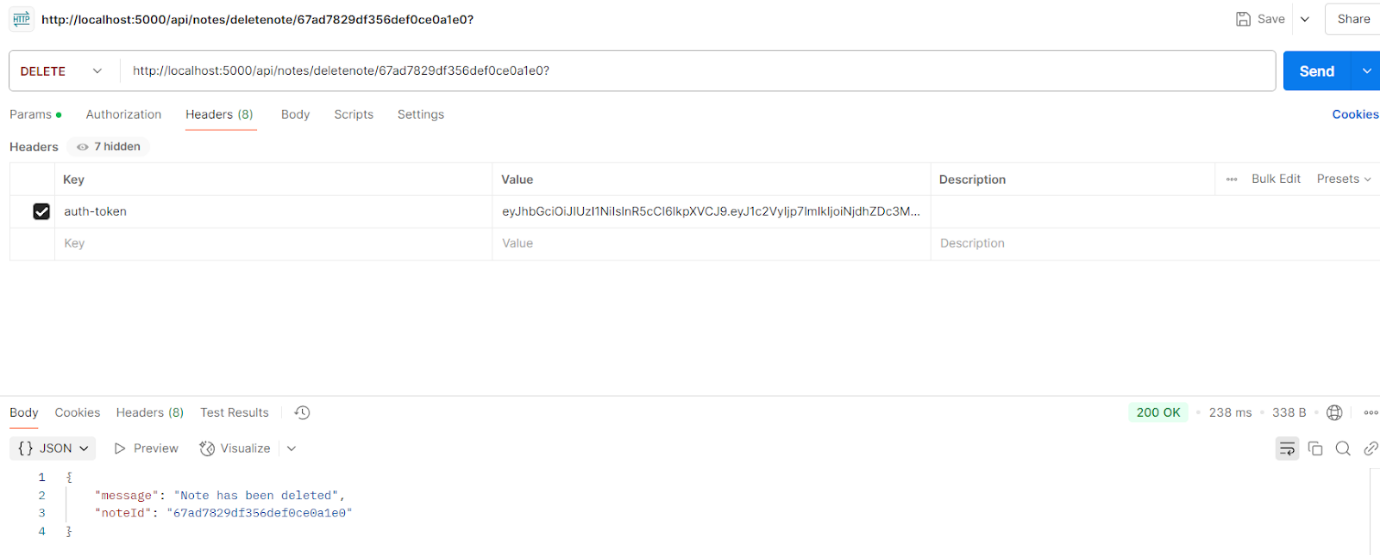 HTTP http://localhost:5000/api/notes/deletenote/67ad7829df356def0ce0a1e0? Save Share
DELETE http://localhost:5000/api/notes/deletenote/67ad7829df356def0ce0a1e0? Send
Params Authorization Headers (8) Body Scripts Settings Cookies
Headers 7 hidden
Key Value Description ••• Bulk Edit Presets
auth-token eyJhbGciOiJIUzI1NiIsInR5cCI6IkpXVCJ9.eyJ1c2VyIjp7ImlkIjoiNjdhZDc3M...
Key Value Description
Body Cookies Headers (8) Test Results 200 OK • 238 ms • 338 B •
{} JSON Preview Visualize
1 {
2 "message": "Note has been deleted",
3 "noteId": "67ad7829df356def0ce0a1e0"
4 }